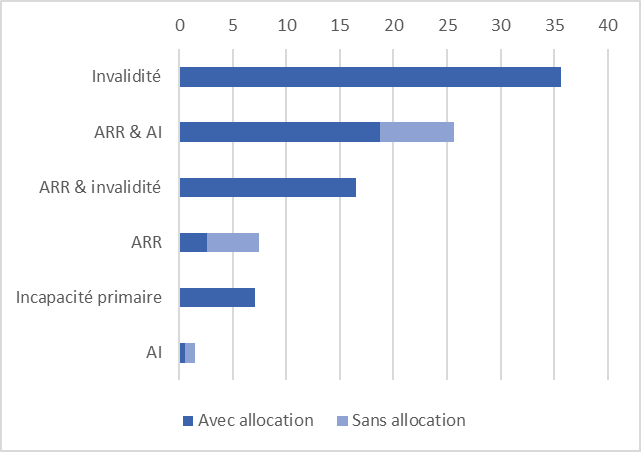 0 5 10 15 20 25 30 35 40
Invalidité
ARR & AI
ARR & invalidité
ARR
Incapacité primaire
AI
Avec allocation Sans allocation